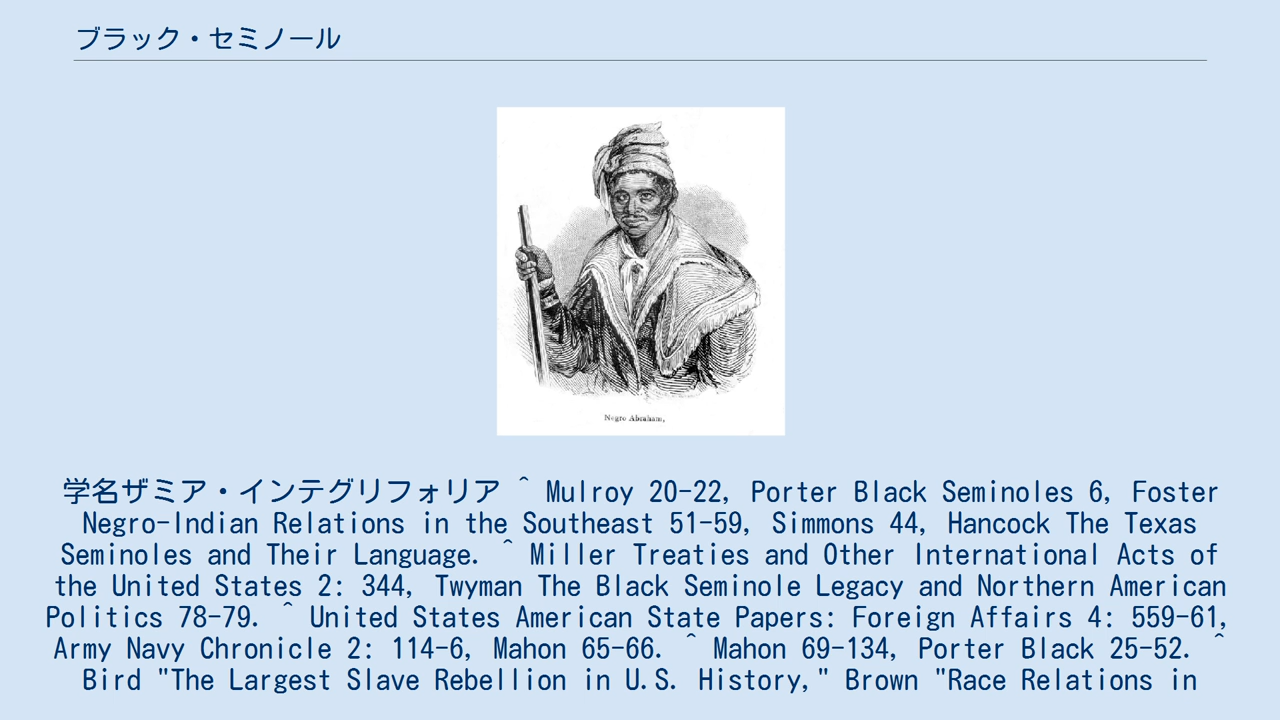 ブラック・セミノール
Negro Abraham,
学名ザミア・インテグリフォリア ^ Mulroy 20-22, Porter Black Seminoles 6, Foster
Negro-Indian Relations in the Southeast 51-59, Simmons 44, Hancock The Texas
Seminoles and Their Language. ^ Miller Treaties and Other International Acts of
the United States 2: 344, Twyman The Black Seminole Legacy and Northern American
Politics 78-79. ^ United States American State Papers: Foreign Affairs 4: 559-61,
Army Navy Chronicle 2: 114-6, Mahon 65-66. ^ Mahon 69-134, Porter Black 25-52. ^
Bird "The Largest Slave Rebellion in U.S. History," Brown "Race Relations in